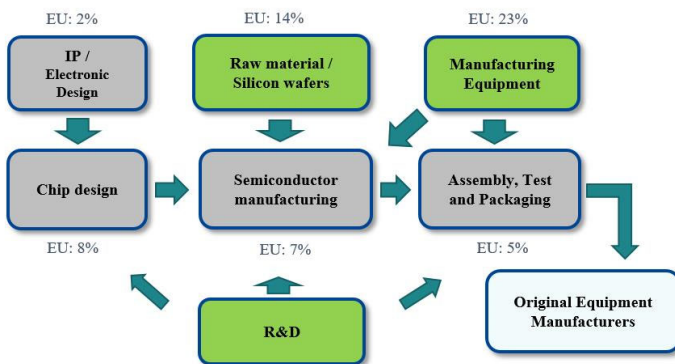 EU: 2%
EU: 14%
EU: 23%
IP /
Electronic
Design
Raw material /
Silicon wafers
Manufacturing
Equipment
Chip design
Semiconductor
manufacturing
Assembly, Test
and Packaging
EU: 8%
EU: 7%
EU: 5%
R&D
Original Equipment
Manufacturers